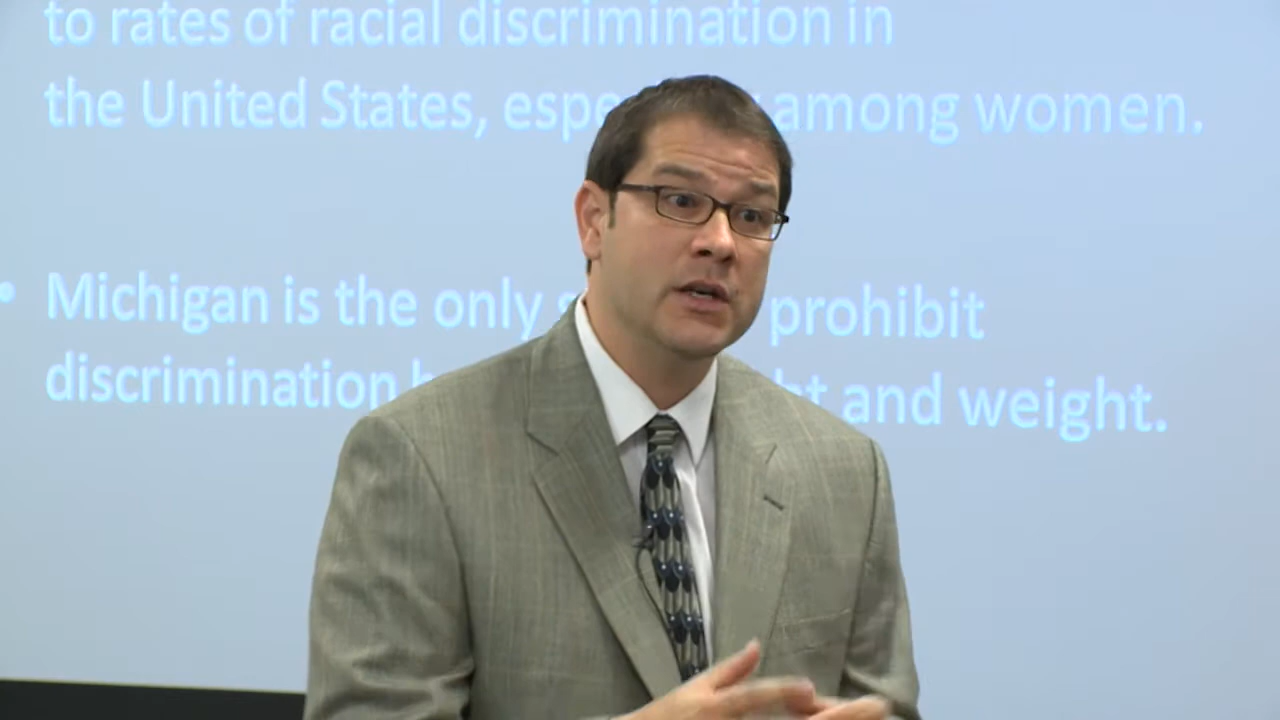 to rates of racial discrimination in
the United States, among women.
• Michigan is the only prohibit
discrimination and weight.